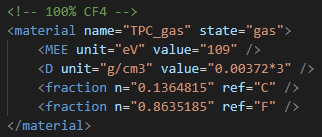 <!-- 100% CF4 -->
<material name="TPC_gas" state="gas">
<MEE unit="eV" value="109" />
<D unit="g/cm3" value="0.00372*3" />
<fraction n="0.1364815" ref="C" />
<fraction n="0.8635185" ref="F" />
</material>